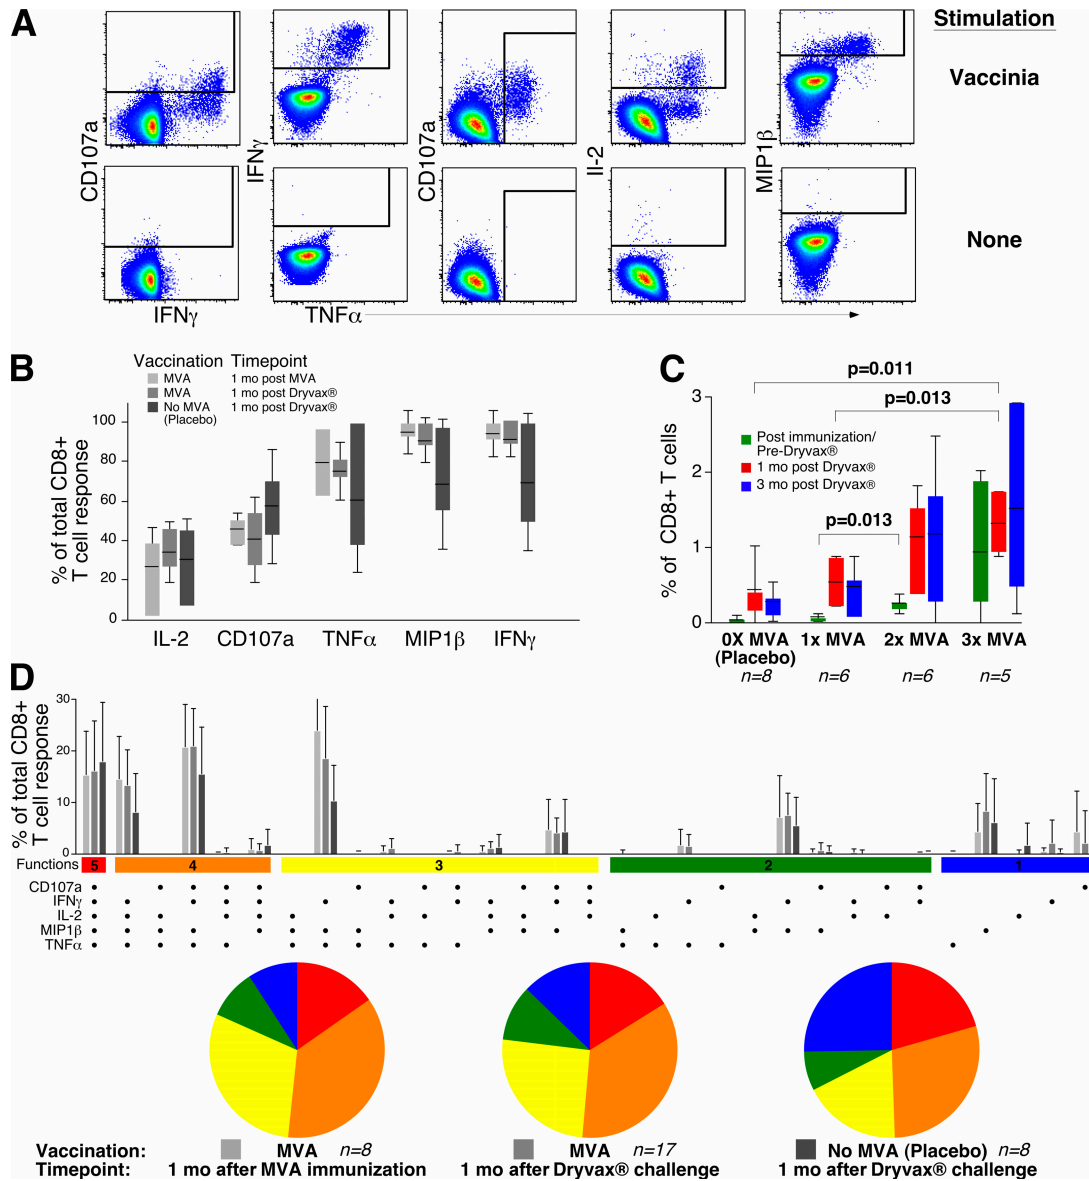 A
Stimulation
CD107a
IFNγ
CD107a
Il-2
MIP1β
Vaccinia
None
IFNγ
TNFα
B
Vaccination Timepoint
MVA 1 mo post MVA
MVA 1 mo post Dryvax®
No MVA 1 mo post Dryvax®
(Placebo)
% of total CD8+
T cell response
100
80
60
40
20
0
IL-2 CD107a TNFα MIP1β IFNγ
C
p=0.011
p=0.013
p=0.013
Post immunization/
Pre-Dryvax®
1 mo post Dryvax®
3 mo post Dryvax®
% of CD8+ T cells
3
2
1
0
0X MVA 1x MVA 2x MVA 3x MVA
(Placebo)
n=8 n=6 n=6 n=5
D
% of total CD8+
T cell response
30
20
10
0
Functions 5 4 3 2 1
CD107a
IFNγ
IL-2
MIP1β
TNFα
Vaccination: MVA n=8 MVA n=17 No MVA (Placebo) n=8
Timepoint: 1 mo after MVA immunization 1 mo after Dryvax® challenge 1 mo after Dryvax® challenge